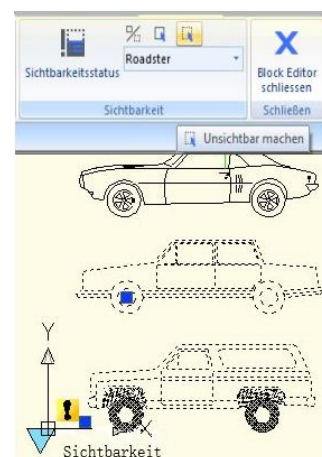 Roadster
Sichtbarkeitsstatus
Block Editor
schliessen
Sichtbarkeit
Schließen
Unsichtbar machen
Y
X
Sichtbarkeit